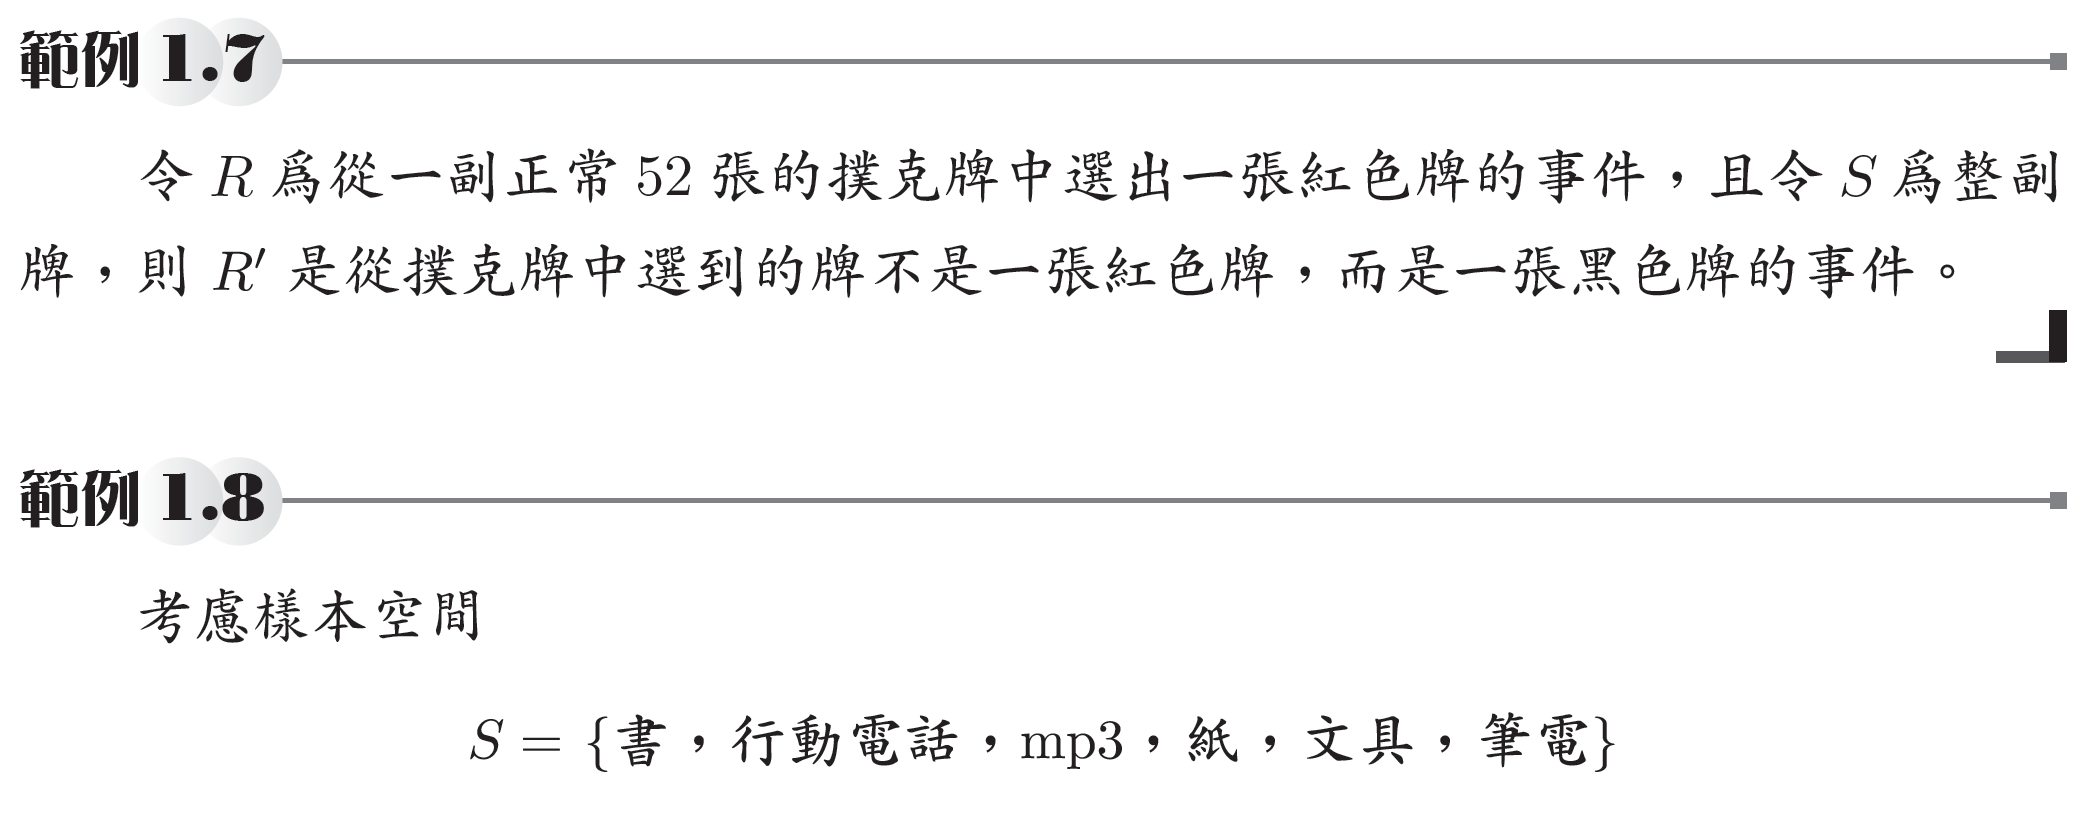 範例 1.7
令 R 爲從一副正常 52 張的撲克牌中選出一張紅色牌的事件，且令 S 爲整副
牌，則 R′ 是從撲克牌中選到的牌不是一張紅色牌，而是一張黑色牌的事件。
範例 1.8
考慮樣本空間
S = {書，行動電話，mp3，紙，文具，筆電}